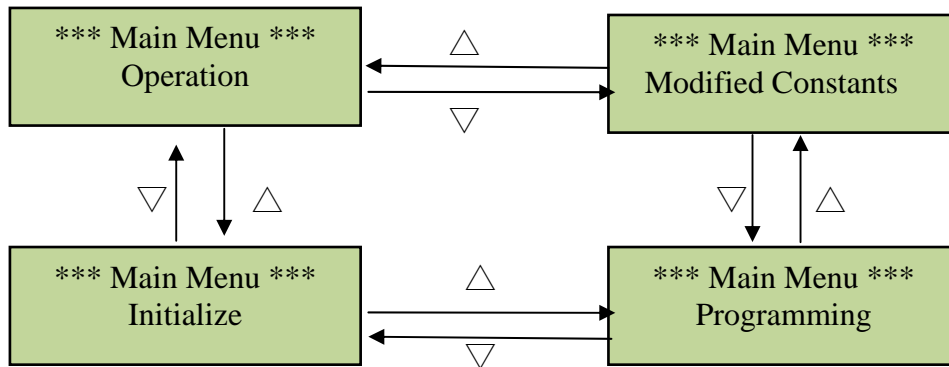 *** Main Menu ***
Operation
*** Main Menu ***
Modified Constants
*** Main Menu ***
Initialize
*** Main Menu ***
Programming